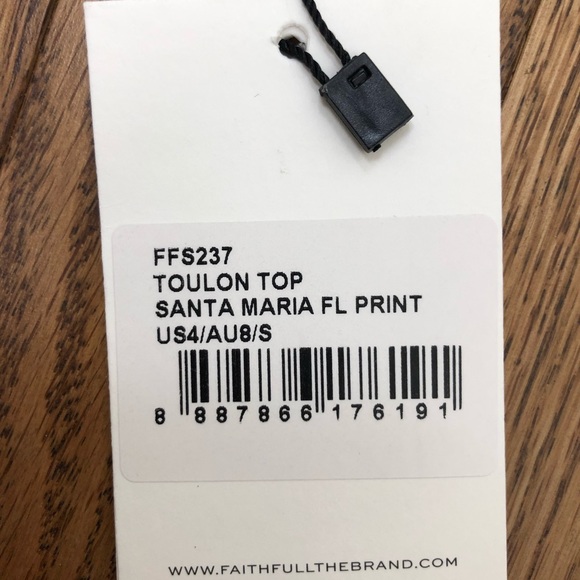 FFS237
TOULON TOP
SANTA MARIA FL PRINT
US4/AU8/S
8 887866 176191
WWW.FAITHFULLTHEBRAND.COM